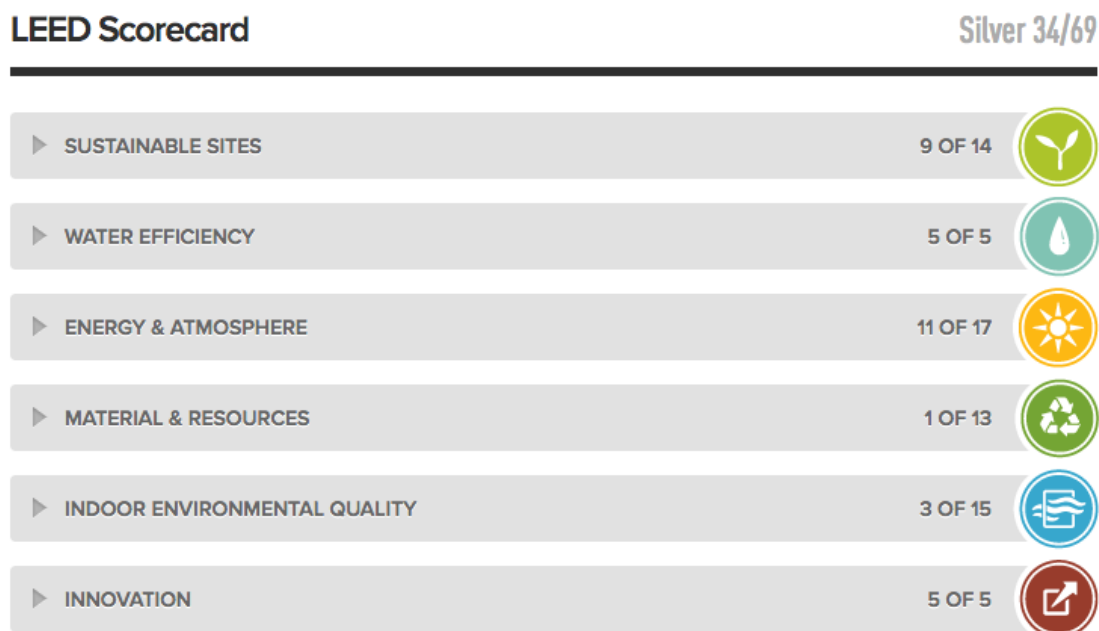 LEED Scorecard Silver 34/69
SUSTAINABLE SITES 9 OF 14
WATER EFFICIENCY 5 OF 5
ENERGY & ATMOSPHERE 11 OF 17
MATERIAL & RESOURCES 1 OF 13
INDOOR ENVIRONMENTAL QUALITY 3 OF 15
INNOVATION 5 OF 5